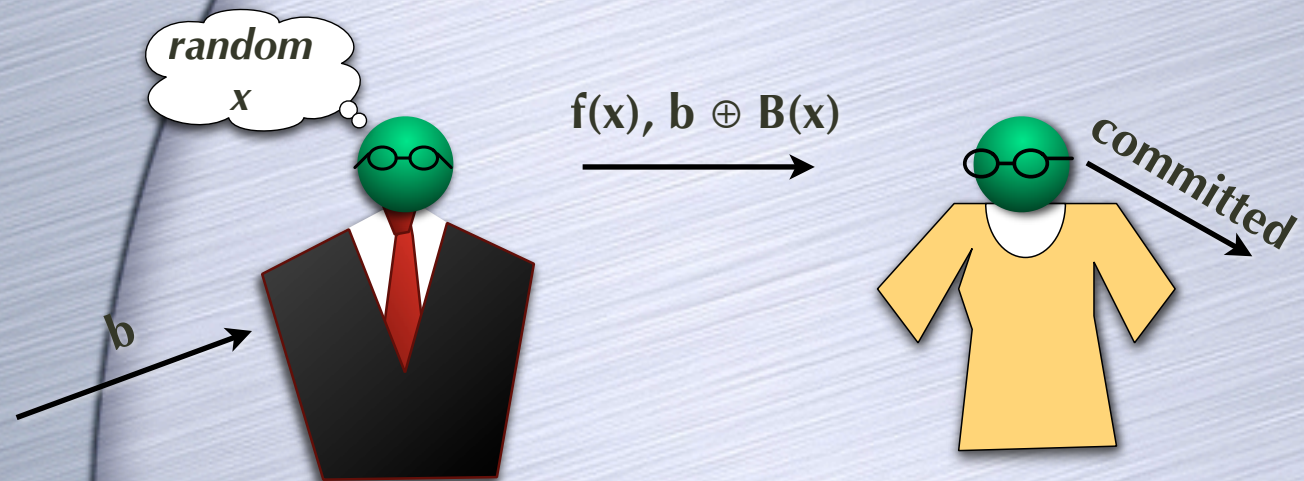 random
x
f(x), b ⊕ B(x)
committed
b